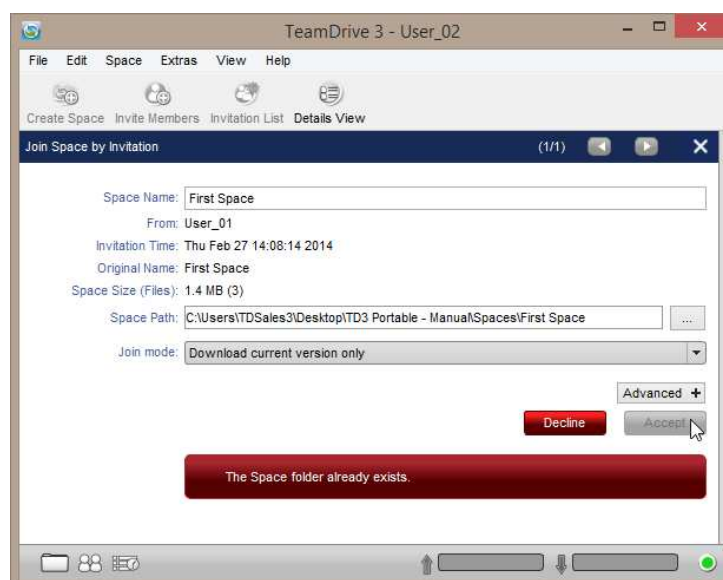 TeamDrive 3 - User_02
File Edit Space Extras View Help
Create Space Invite Members Invitation List Details View
Join Space by Invitation (1/1)
Space Name: First Space
From: User_01
Invitation Time: Thu Feb 27 14:08:14 2014
Original Name: First Space
Space Size (Files): 1.4 MB (3)
Space Path: C:\Users\TDSales3\Desktop\TD3 Portable - Manual\Spaces\First Space ...
Join mode: Download current version only
Advanced +
Decline Accept
The Space folder already exists.